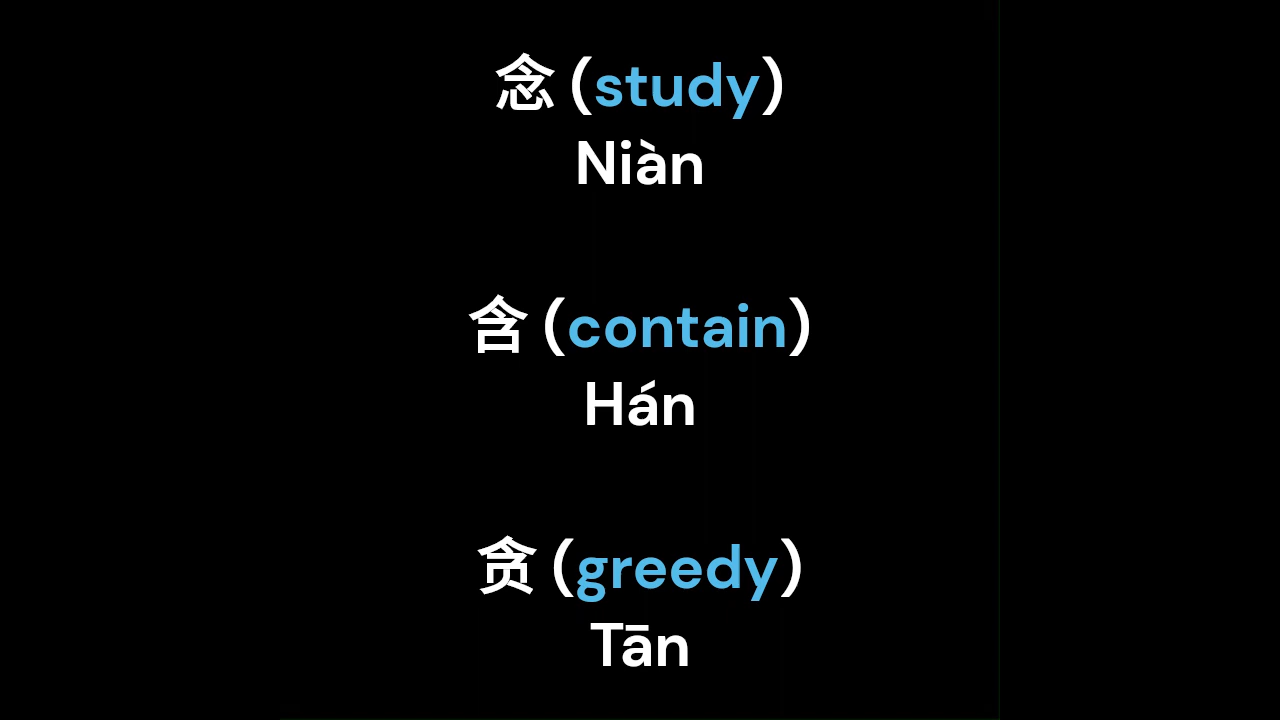 念 (study)
Niàn
含 (contain)
Hán
贪 (greedy)
Tān